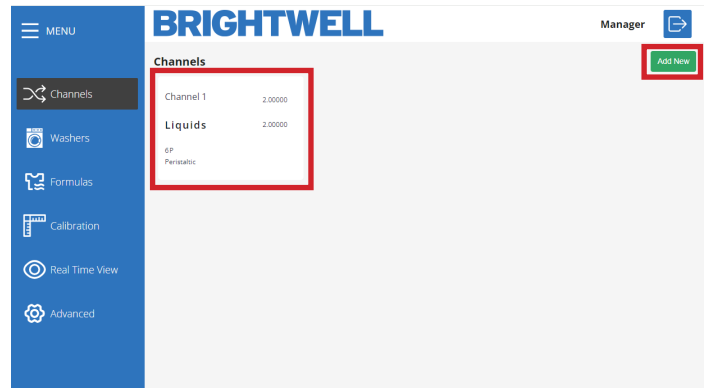 MENU
BRIGHTWELL
Manager
Channels
Add New
Channels
Washers
Formulas
Calibration
Real Time View
Advanced
Channel 1 2.00000
Liquids 2.00000
6P
Peristaltic